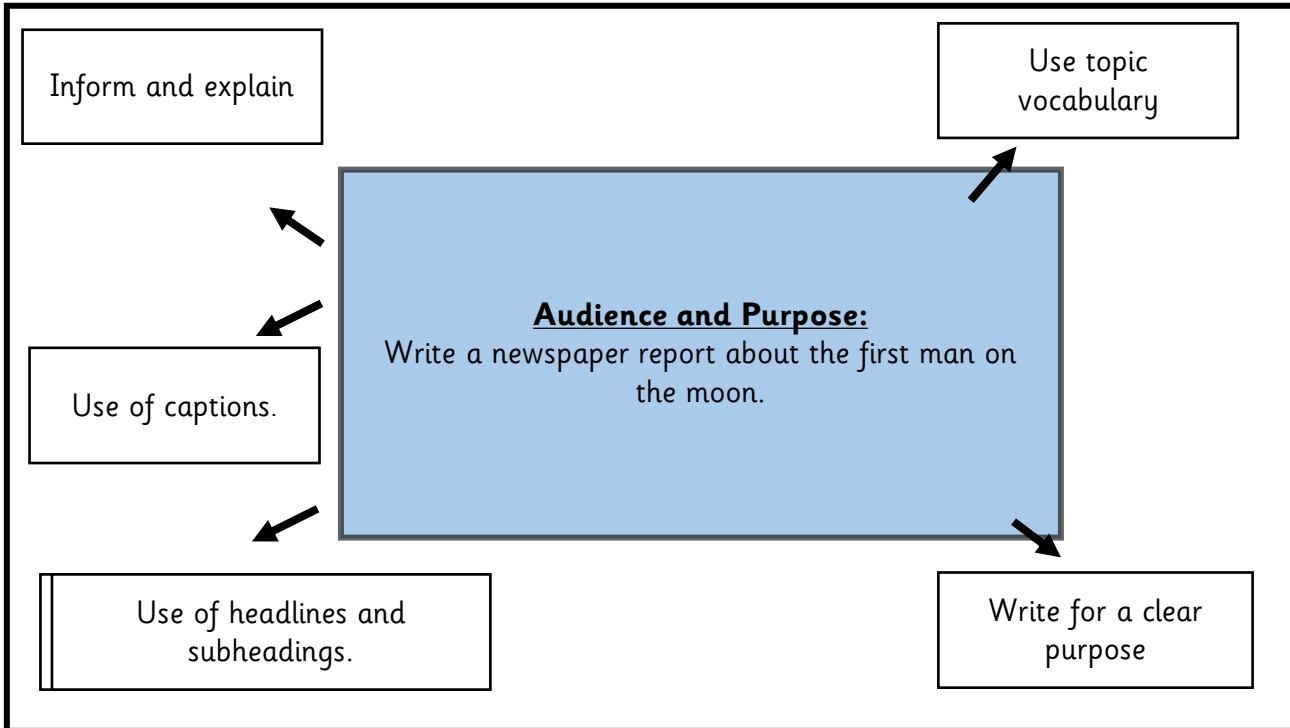 Inform and explain
Use topic
vocabulary
Audience and Purpose:
Write a newspaper report about the first man on
the moon.
Use of captions.
Use of headlines and
subheadings.
Write for a clear
purpose